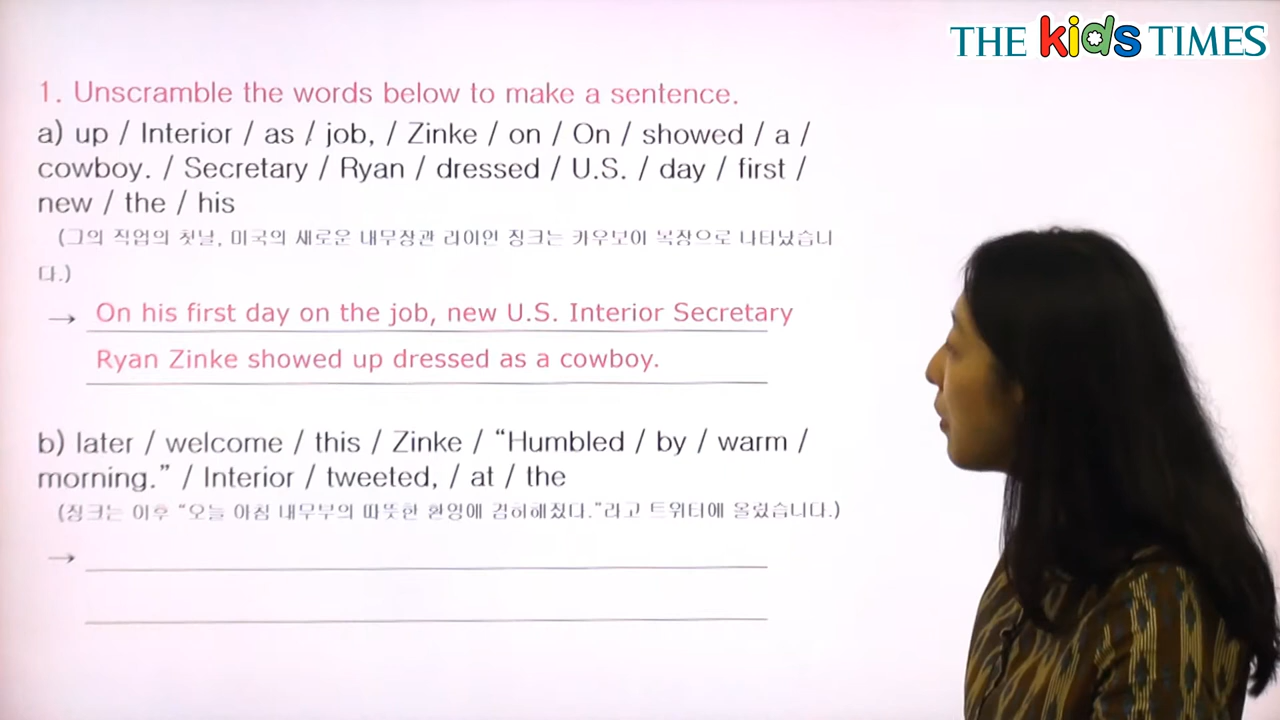 THE kids TIMES
1. Unscramble the words below to make a sentence.
a) up / Interior / as / job, / Zinke / on / On / showed / a /
cowboy. / Secretary / Ryan / dressed / U.S. / day / first /
new / the / his
(그의 직업의 첫날, 미국의 새로운 내무장관 라이언 징크는 카우보이 복장으로 나타났습니
다.)
→ On his first day on the job, new U.S. Interior Secretary
Ryan Zinke showed up dressed as a cowboy.
b) later / welcome / this / Zinke / “Humbled / by / warm /
morning.” / Interior / tweeted, / at / the
(징크는 이후 “오늘 아침 내무부의 따뜻한 환영에 겸허해졌다.”라고 트위터에 올렸습니다.)
→